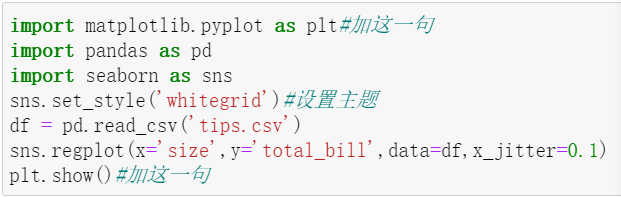 import matplotlib.pyplot as plt#加这一句
import pandas as pd
import seaborn as sns
sns.set_style('whitegrid')#设置主题
df = pd.read_csv('tips.csv')
sns.regplot(x='size',y='total_bill',data=df,x_jitter=0.1)
plt.show()#加这一句